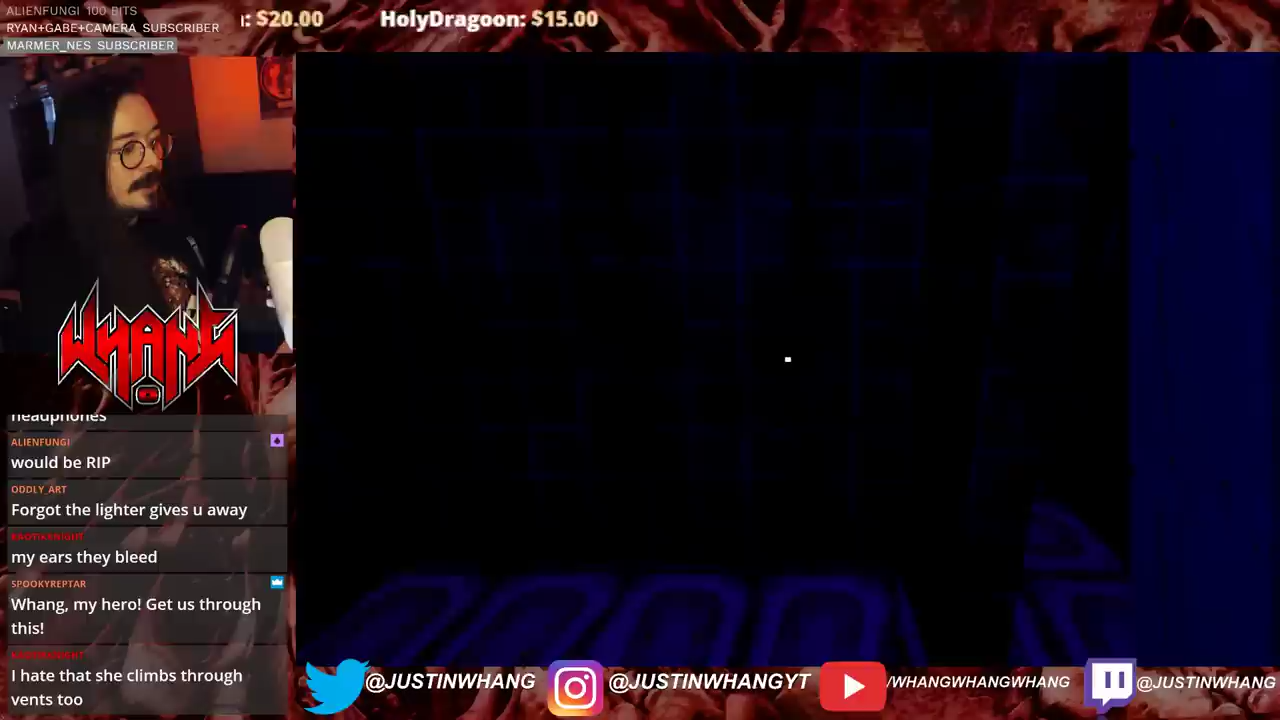 ALIENFUNGI 100 BITS
RYAN+GABE+CAMERA SUBSCRIBER
MARMER_NES SUBSCRIBER
: $20.00 HolyDragoon: $15.00
WHANG
headphones
ALIENFUNGI
would be RIP
ODDLY_ART
Forgot the lighter gives u away
my ears they bleed
SPOOKYREPTAR
Whang, my hero! Get us through
this!
I hate that she climbs through
vents too
@JUSTINWHANG @JUSTINWHANGYT /WHANGWHANGWHANG @JUSTINWHANG